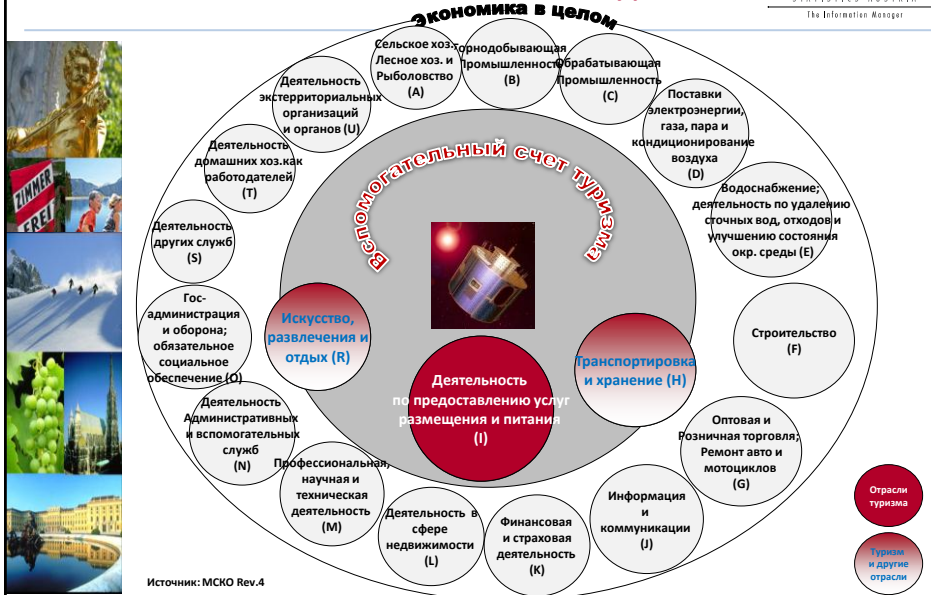 The Information Manager
Экономика в целом
Сельское хоз.
Лесное хоз. и
Рыболовство
(A)
Горнодобывающая
Промышленность
(B)
Обрабатывающая
Промышленность
(C)
Поставки
электроэнергии,
газа, пара и
кондиционирование
воздуха
(D)
Водоснабжение;
деятельность по удалению
сточных вод, отходов и
улучшению состояния
окр. среды (E)
Строительство
(F)
Оптовая и
Розничная торговля;
Ремонт авто и
мотоциклов
(G)
Информация
и
коммуникации
(J)
Финансовая
и страховая
деятельность
(K)
Деятельность в
сфере
недвижимости
(L)
Профессиональная,
научная и
техническая
деятельность
(M)
Деятельность
Административных
и вспомогательных
служб
(N)
Гос-
администрация
и оборона;
обязательное
социальное
обеспечение (O)
Деятельность
других служб
(S)
Деятельность
домашних хоз.как
работодателей
(T)
Деятельность
экстерриториальных
организаций
и органов (U)
Вспомогательный счет туризма
Искусство,
развлечения и
отдых (R)
Деятельность
по предоставлению услуг
размещения и питания
(I)
Транспортировка
и хранение (H)
Отрасли
туризма
Туризм
и другие
отрасли
ZIMMER
FREI
Источник: МСКО Rev.4